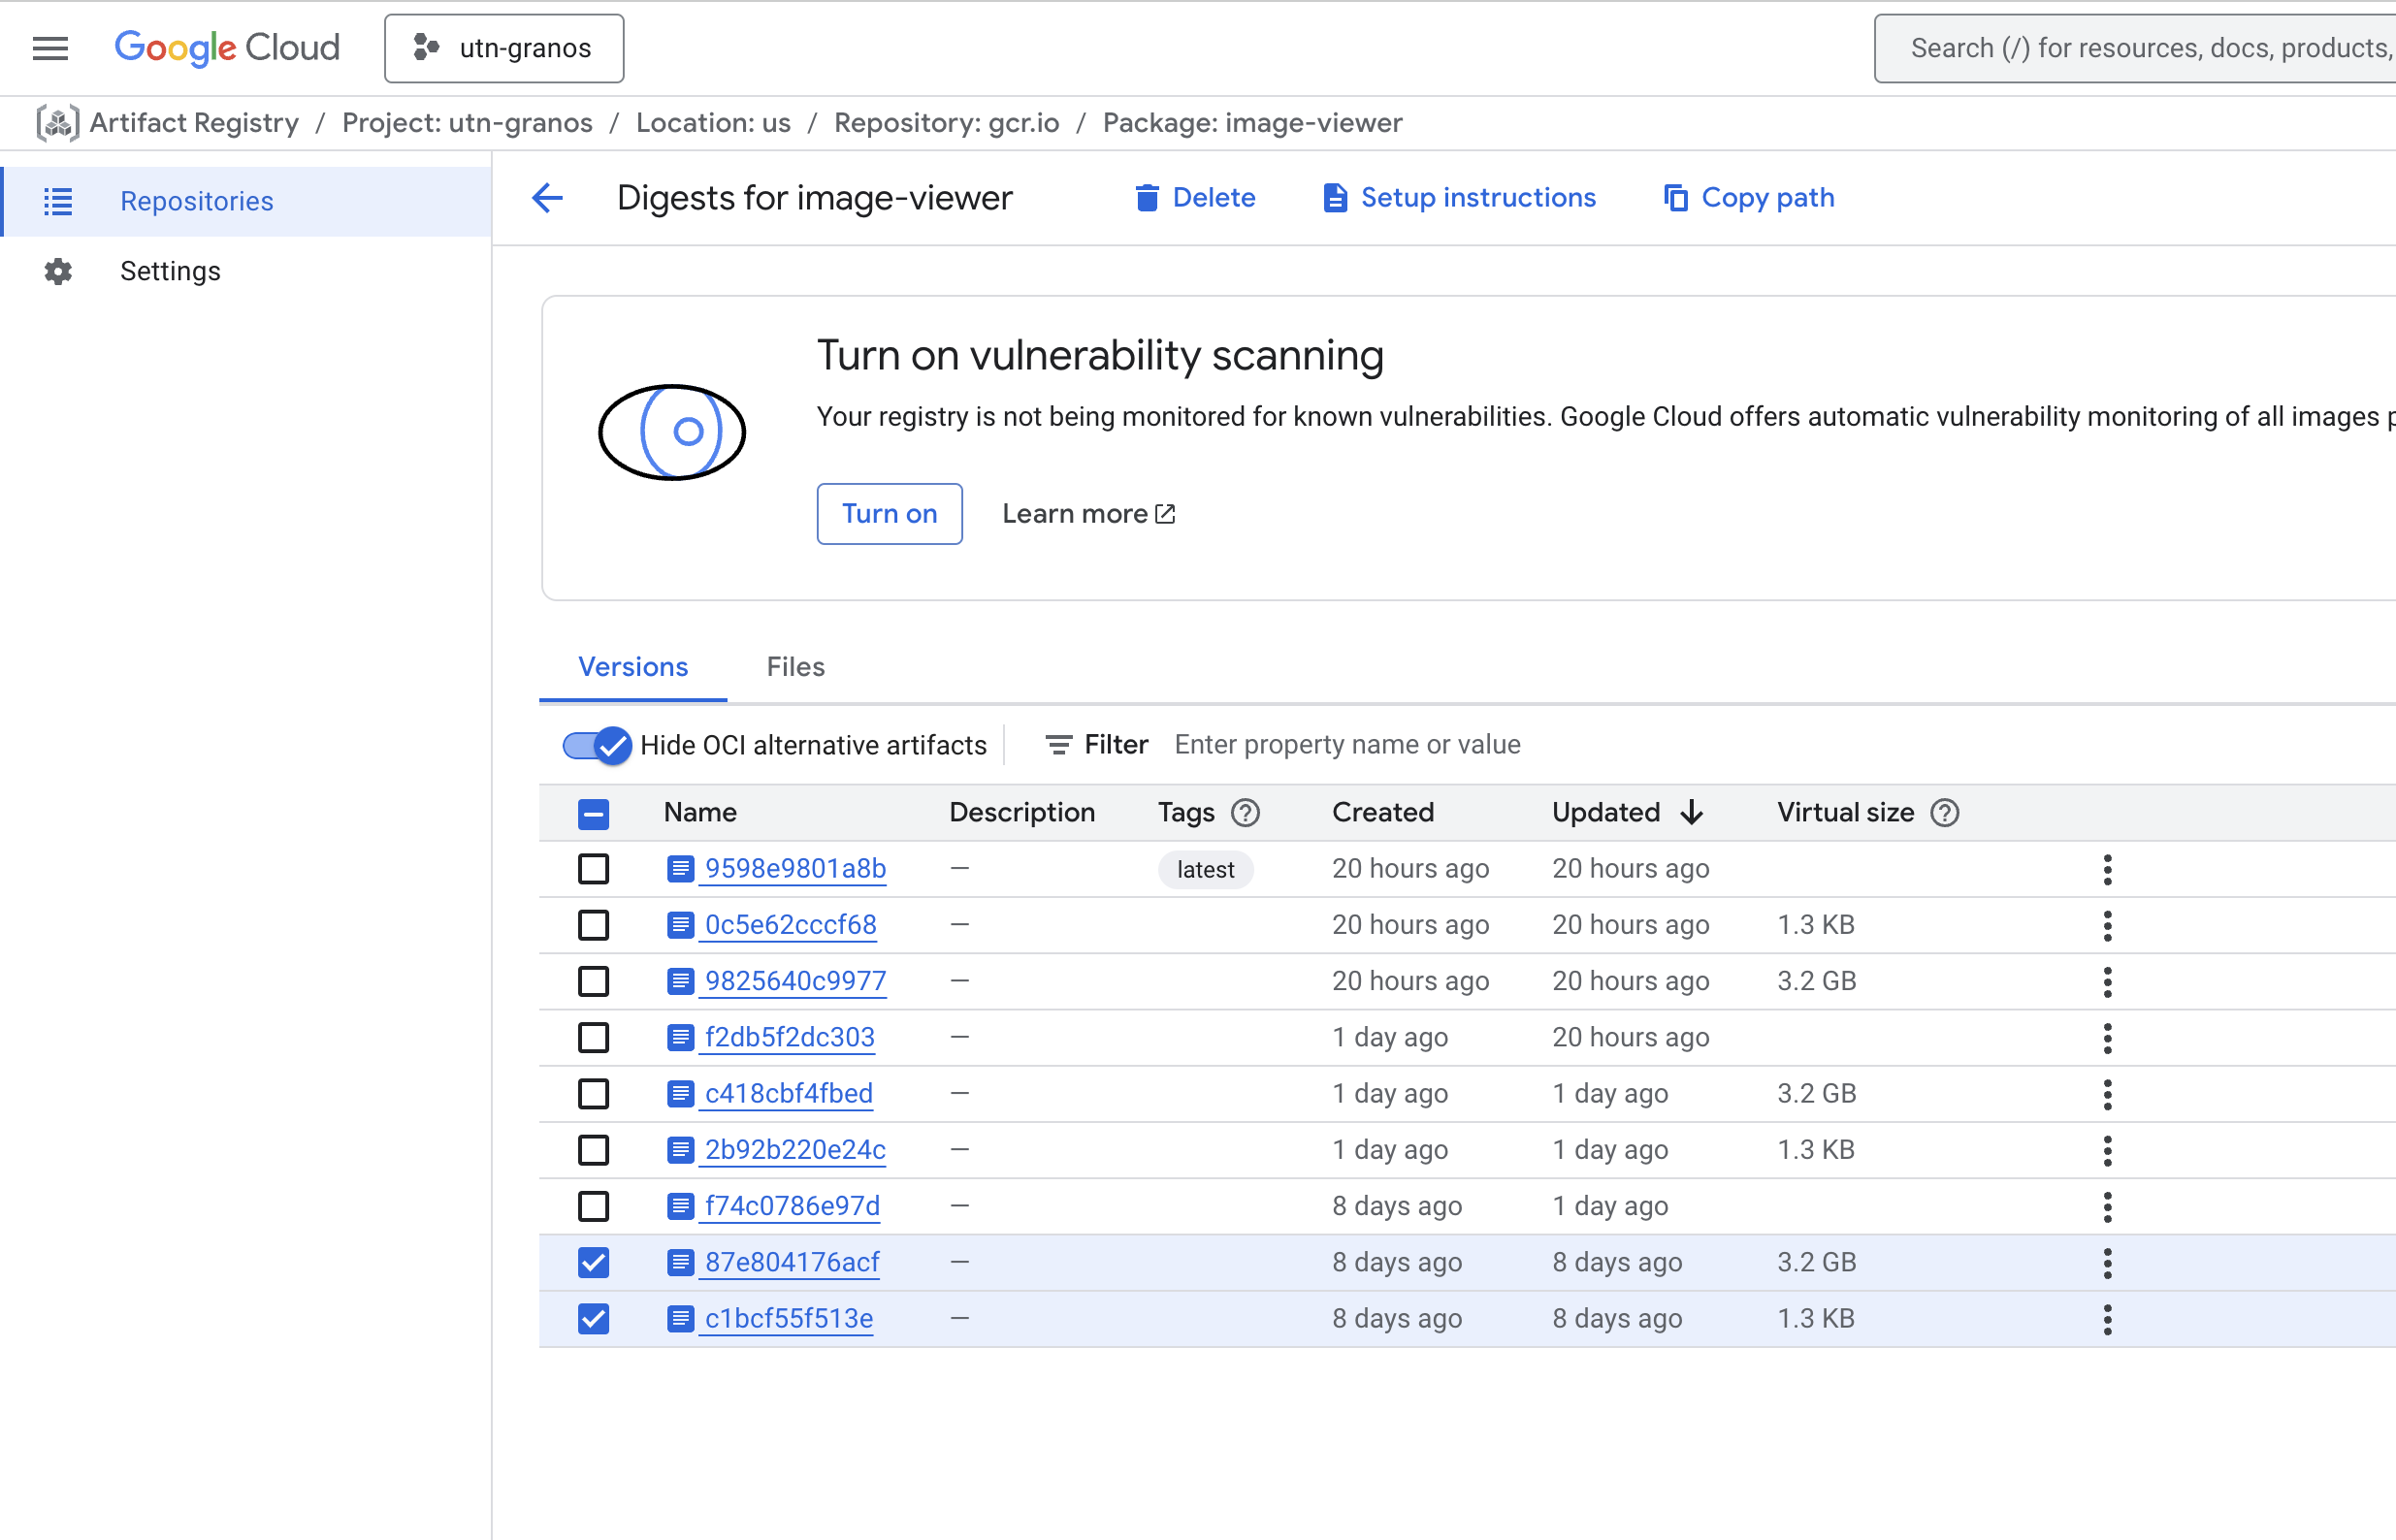 Google Cloud
utn-granos
Search (/) for resources, docs, products,
Artifact Registry / Project: utn-granos / Location: us / Repository: gcr.io / Package: image-viewer
Repositories
Settings
Digests for image-viewer
Delete
Setup instructions
Copy path
Turn on vulnerability scanning
Your registry is not being monitored for known vulnerabilities. Google Cloud offers automatic vulnerability monitoring of all images p
Turn on
Learn more
Versions
Files
Hide OCI alternative artifacts
Filter
Enter property name or value
Name Description Tags Created Updated Virtual size
9598e9801a8b — latest 20 hours ago 20 hours ago
0c5e62cccf68 — 20 hours ago 20 hours ago 1.3 KB
9825640c9977 — 20 hours ago 20 hours ago 3.2 GB
f2db5f2dc303 — 1 day ago 20 hours ago
c418cbf4fbed — 1 day ago 1 day ago 3.2 GB
2b92b220e24c — 1 day ago 1 day ago 1.3 KB
f74c0786e97d — 8 days ago 1 day ago
87e804176acf — 8 days ago 8 days ago 3.2 GB
c1bcf55f513e — 8 days ago 8 days ago 1.3 KB